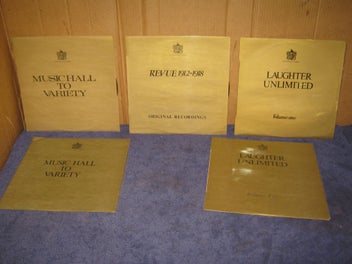 MUSIC HALL
TO
VARIETY
REVUE 1912-1918
ORIGINAL RECORDINGS
LAUGHTER
UNLIMITED
Volume one
MUSIC HALL
TO
VARIETY
LAUGHTER
UNLIMITED